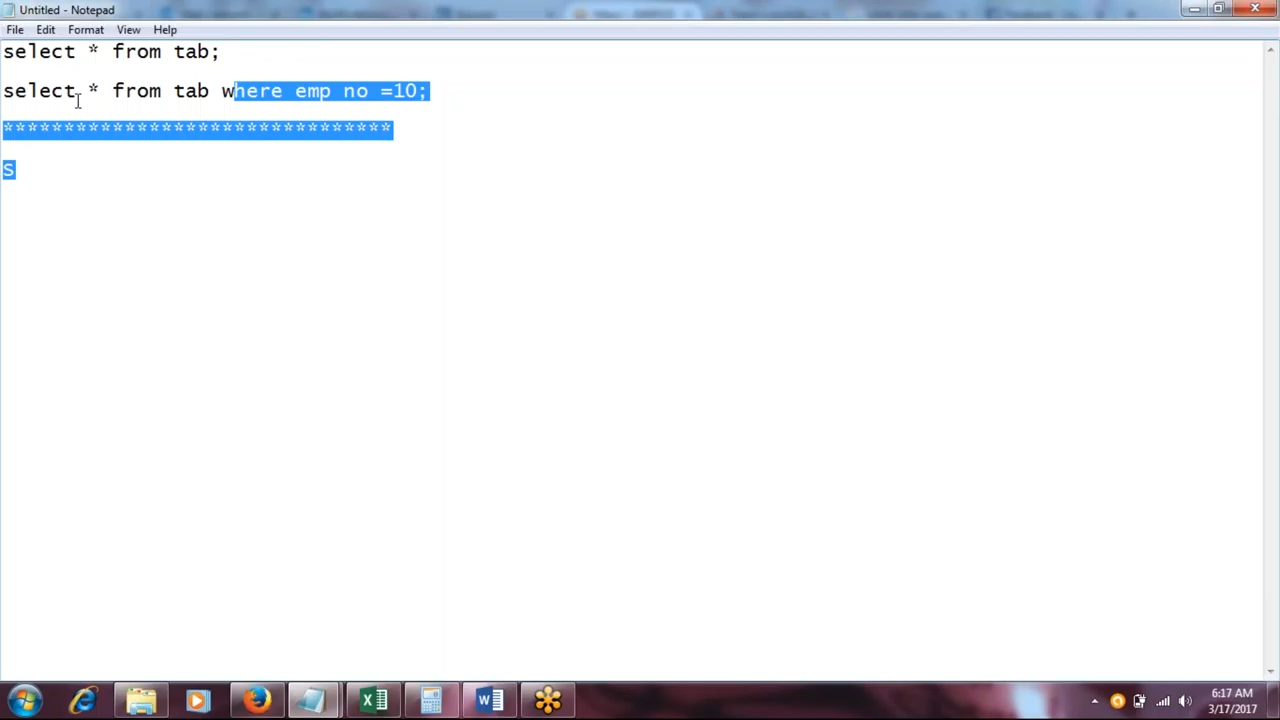 Untitled - Notepad
File Edit Format View Help
select * from tab;
select * from tab where emp no =10;
********************************
s
6:17 AM
3/17/2017